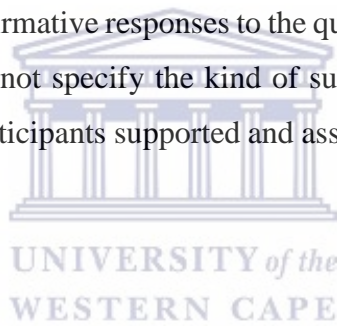 rmative responses to the qu
not specify the kind of su
ticipants supported and ass
UNIVERSITY of the
WESTERN CAPE